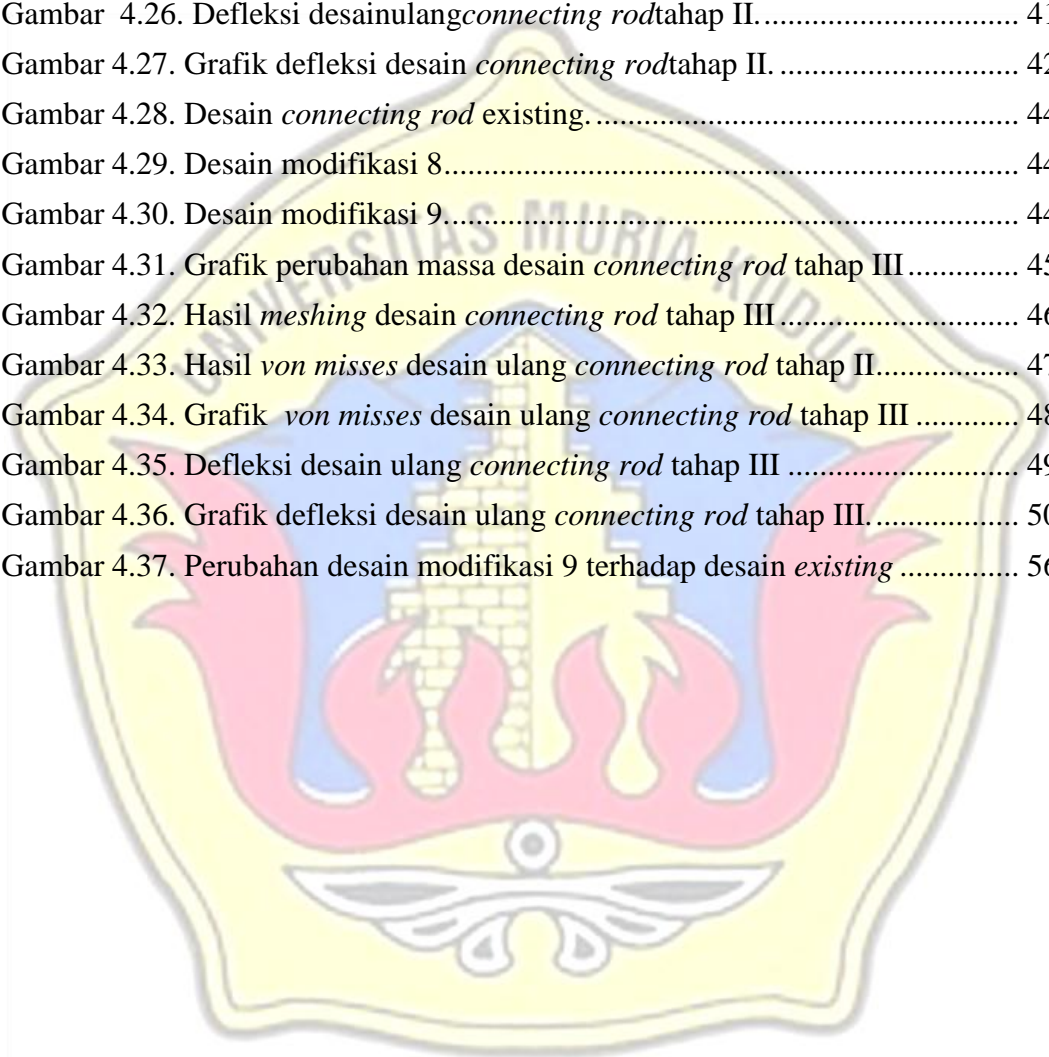 Gambar 4.26. Defleksi desainulangconnecting rodtahap II. .............................. 41
Gambar 4.27. Grafik defleksi desain connecting rodtahap II. ............................ 42
Gambar 4.28. Desain connecting rod existing. .................................................. 44
Gambar 4.29. Desain modifikasi 8..................................................................... 44
Gambar 4.30. Desain modifikasi 9..................................................................... 44
Gambar 4.31. Grafik perubahan massa desain connecting rod tahap III ............. 45
Gambar 4.32. Hasil meshing desain connecting rod tahap III ............................ 46
Gambar 4.33. Hasil von misses desain ulang connecting rod tahap II................. 47
Gambar 4.34. Grafik von misses desain ulang connecting rod tahap III ............. 48
Gambar 4.35. Defleksi desain ulang connecting rod tahap III ........................... 49
Gambar 4.36. Grafik defleksi desain ulang connecting rod tahap III. ................. 50
Gambar 4.37. Perubahan desain modifikasi 9 terhadap desain existing ............... 56
UNIVERSITAS MURIA KUDUS